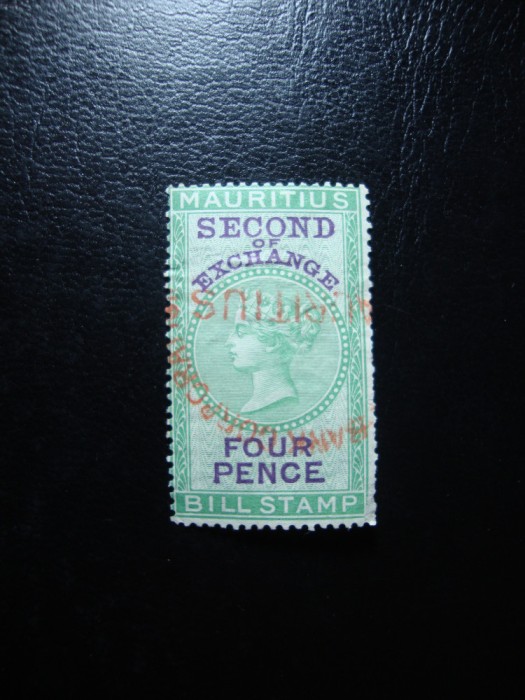 MAURITIUS
SECOND
OF
EXCHANGE
FOUR
PENCE
BILL STAMP